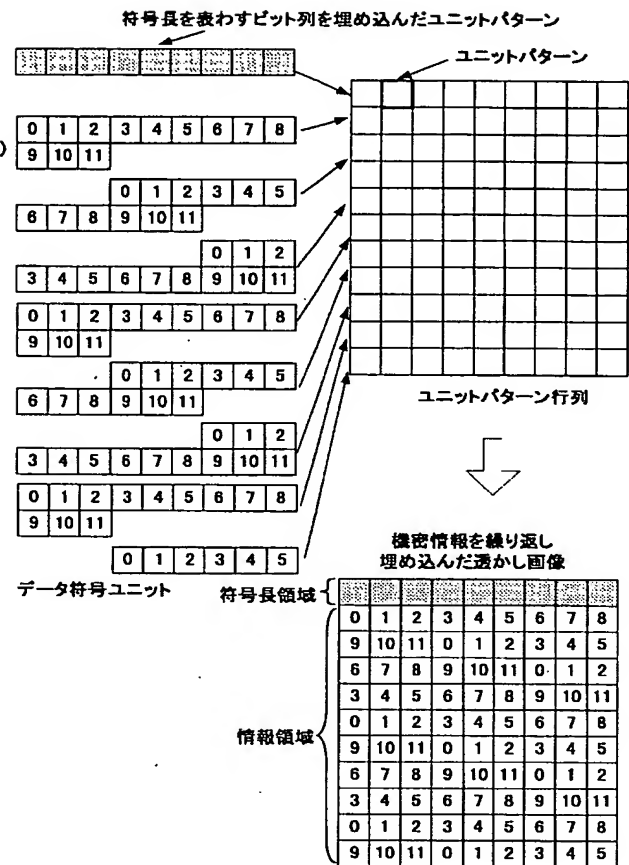 符号長を表わすビット列を埋め込んだユニットパターン
ユニットパターン
0 1 2 3 4 5 6 7 8
)
9 10 11
0 1 2 3 4 5
6 7 8 9 10 11
0 1 2
3 4 5 6 7 8 9 10 11
0 1 2 3 4 5 6 7 8
9 10 11
0 1 2 3 4 5
6 7 8 9 10 11
0 1 2
3 4 5 6 7 8 9 10 11
0 1 2 3 4 5 6 7 8
9 10 11
0 1 2 3 4 5
データ符号ユニット
ユニットパターン行列
機密情報を繰り返し
埋め込んだ透かし画像
符号長領域
情報領域
0 1 2 3 4 5 6 7 8
9 10 11 0 1 2 3 4 5
6 7 8 9 10 11 0 1 2
3 4 5 6 7 8 9 10 11
0 1 2 3 4 5 6 7 8
9 10 11 0 1 2 3 4 5
6 7 8 9 10 11 0 1 2
3 4 5 6 7 8 9 10 11
0 1 2 3 4 5 6 7 8
9 10 11 0 1 2 3 4 5